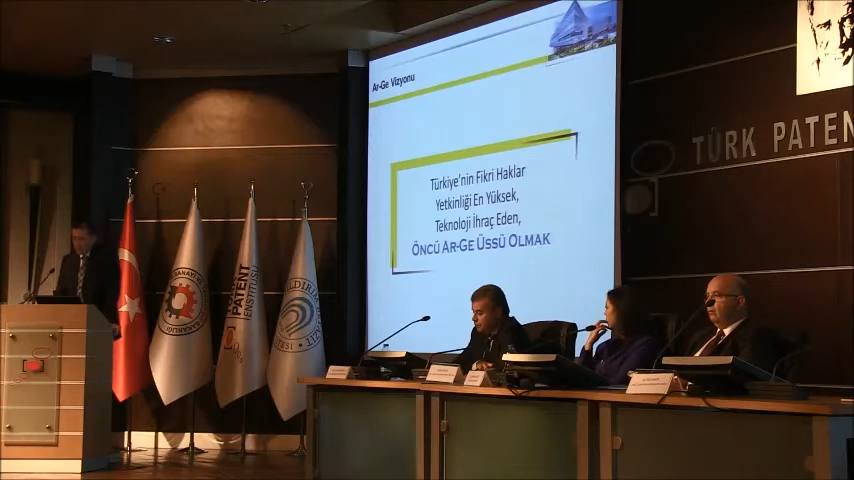 Ar-Ge Vizyonu
Türkiye'nin Fikri Haklar
Yetkinliği En Yüksek,
Teknoloji İhraç Eden,
ÖNCÜ AR-GE ÜSSÜ OLMAK
TÜRK PATEN
PATENT